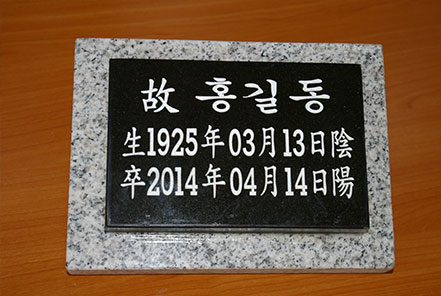 故 홍길동
生1925年 03月13日陰
卒2014年 04月14日陽